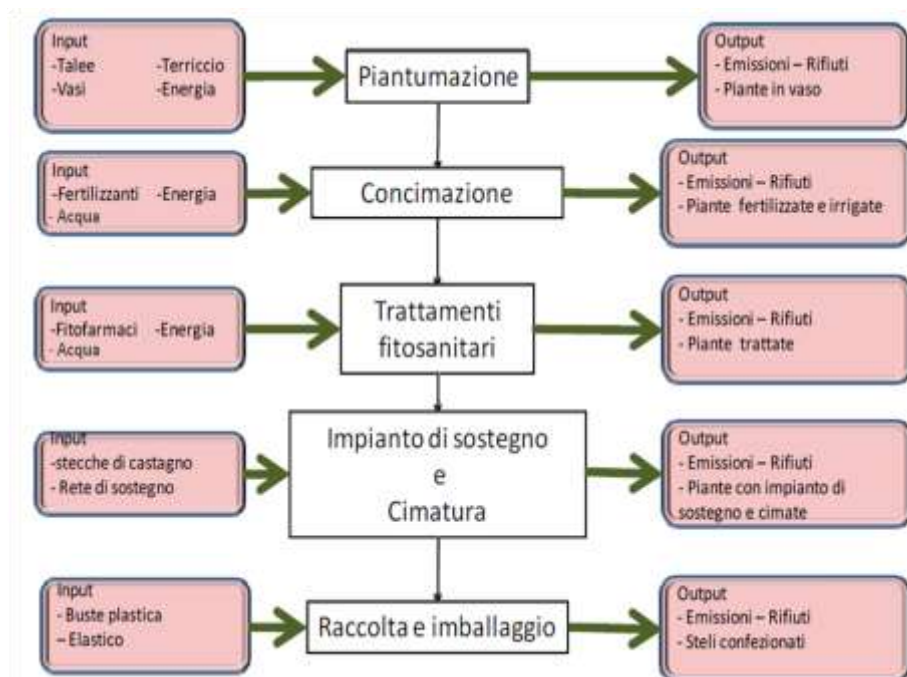 Input
-Talee -Terriccio
-Vasi -Energia
Piantumazione
Output
- Emissioni – Rifiuti
- Piante in vaso
Input
-Fertilizzanti -Energia
- Acqua
Concimazione
Output
- Emissioni – Rifiuti
- Piante fertilizzate e irrigate
Input
-Fitofarmaci -Energia
- Acqua
Trattamenti
fitosanitari
Output
- Emissioni – Rifiuti
- Piante trattate
Input
-stecche di castagno
- Rete di sostegno
Impianto di sostegno
e
Cimatura
Output
- Emissioni – Rifiuti
- Piante con impianto di
sostegno e cimate
Input
- Buste plastica
– Elastico
Raccolta e imballaggio
Output
- Emissioni – Rifiuti
- Steli confezionati